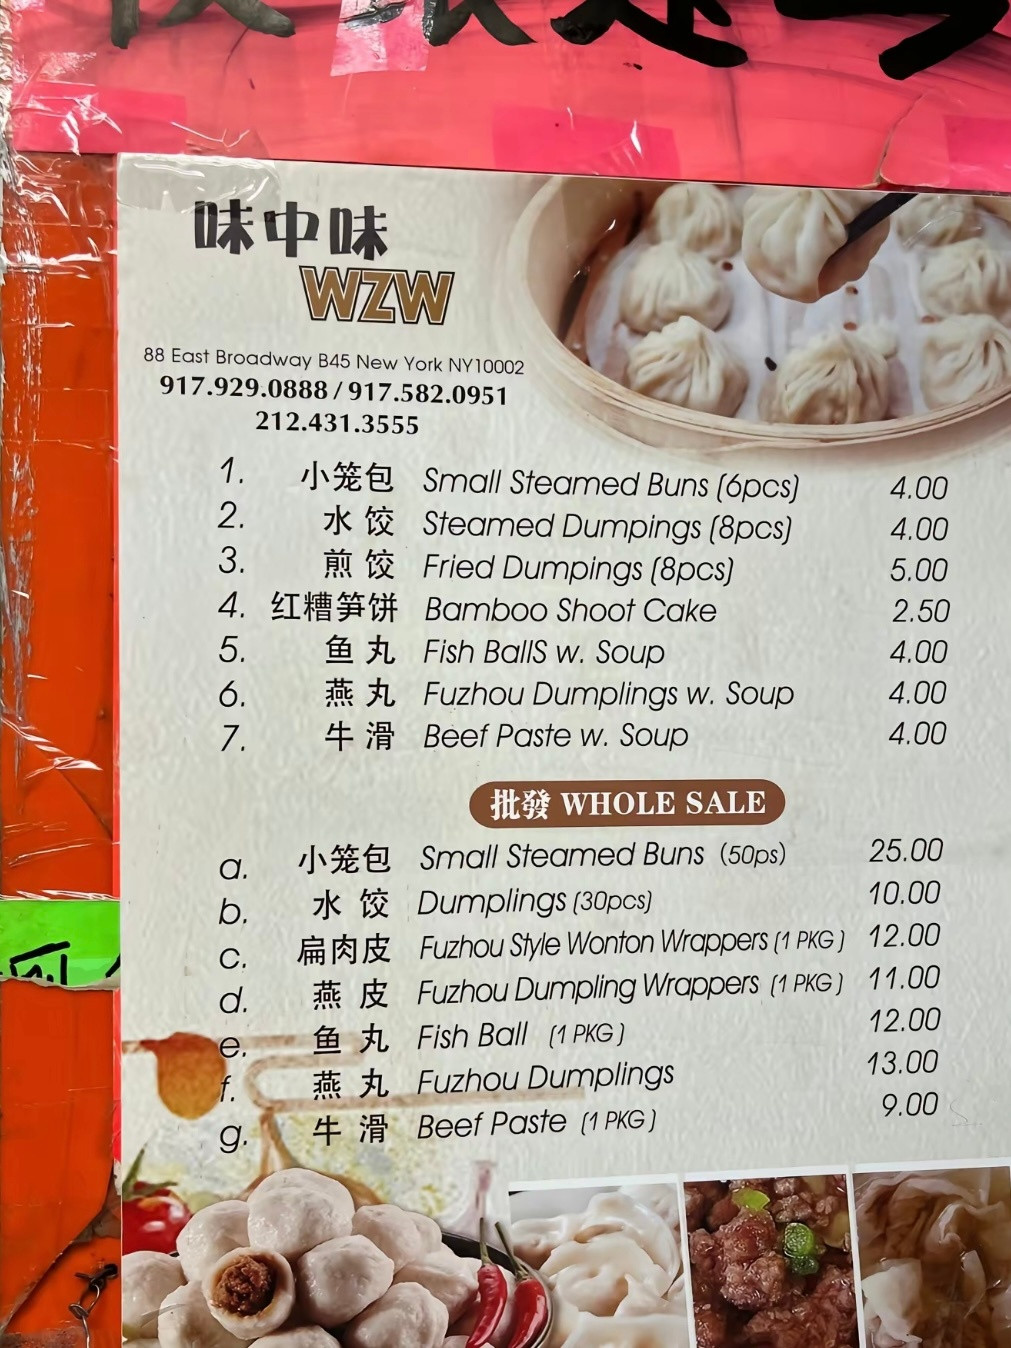 味中味
WZW
88 East Broadway B45 New York NY10002
917.929.0888 / 917.582.0951
212.431.3555
1. 小笼包 Small Steamed Buns (6pcs) 4.00
2. 水饺 Steamed Dumpings (8pcs) 4.00
3. 煎饺 Fried Dumpings (8pcs) 5.00
4. 红糟笋饼 Bamboo Shoot Cake 2.50
5. 鱼丸 Fish BallS w. Soup 4.00
6. 燕丸 Fuzhou Dumplings w. Soup 4.00
7. 牛滑 Beef Paste w. Soup 4.00
批發 WHOLE SALE
a. 小笼包 Small Steamed Buns (50ps) 25.00
b. 水饺 Dumplings (30pcs) 10.00
c. 扁肉皮 Fuzhou Style Wonton Wrappers (1 PKG) 12.00
d. 燕皮 Fuzhou Dumpling Wrappers (1 PKG) 11.00
e. 鱼丸 Fish Ball (1 PKG) 12.00
f. 燕丸 Fuzhou Dumplings 13.00
g. 牛滑 Beef Paste (1 PKG) 9.00